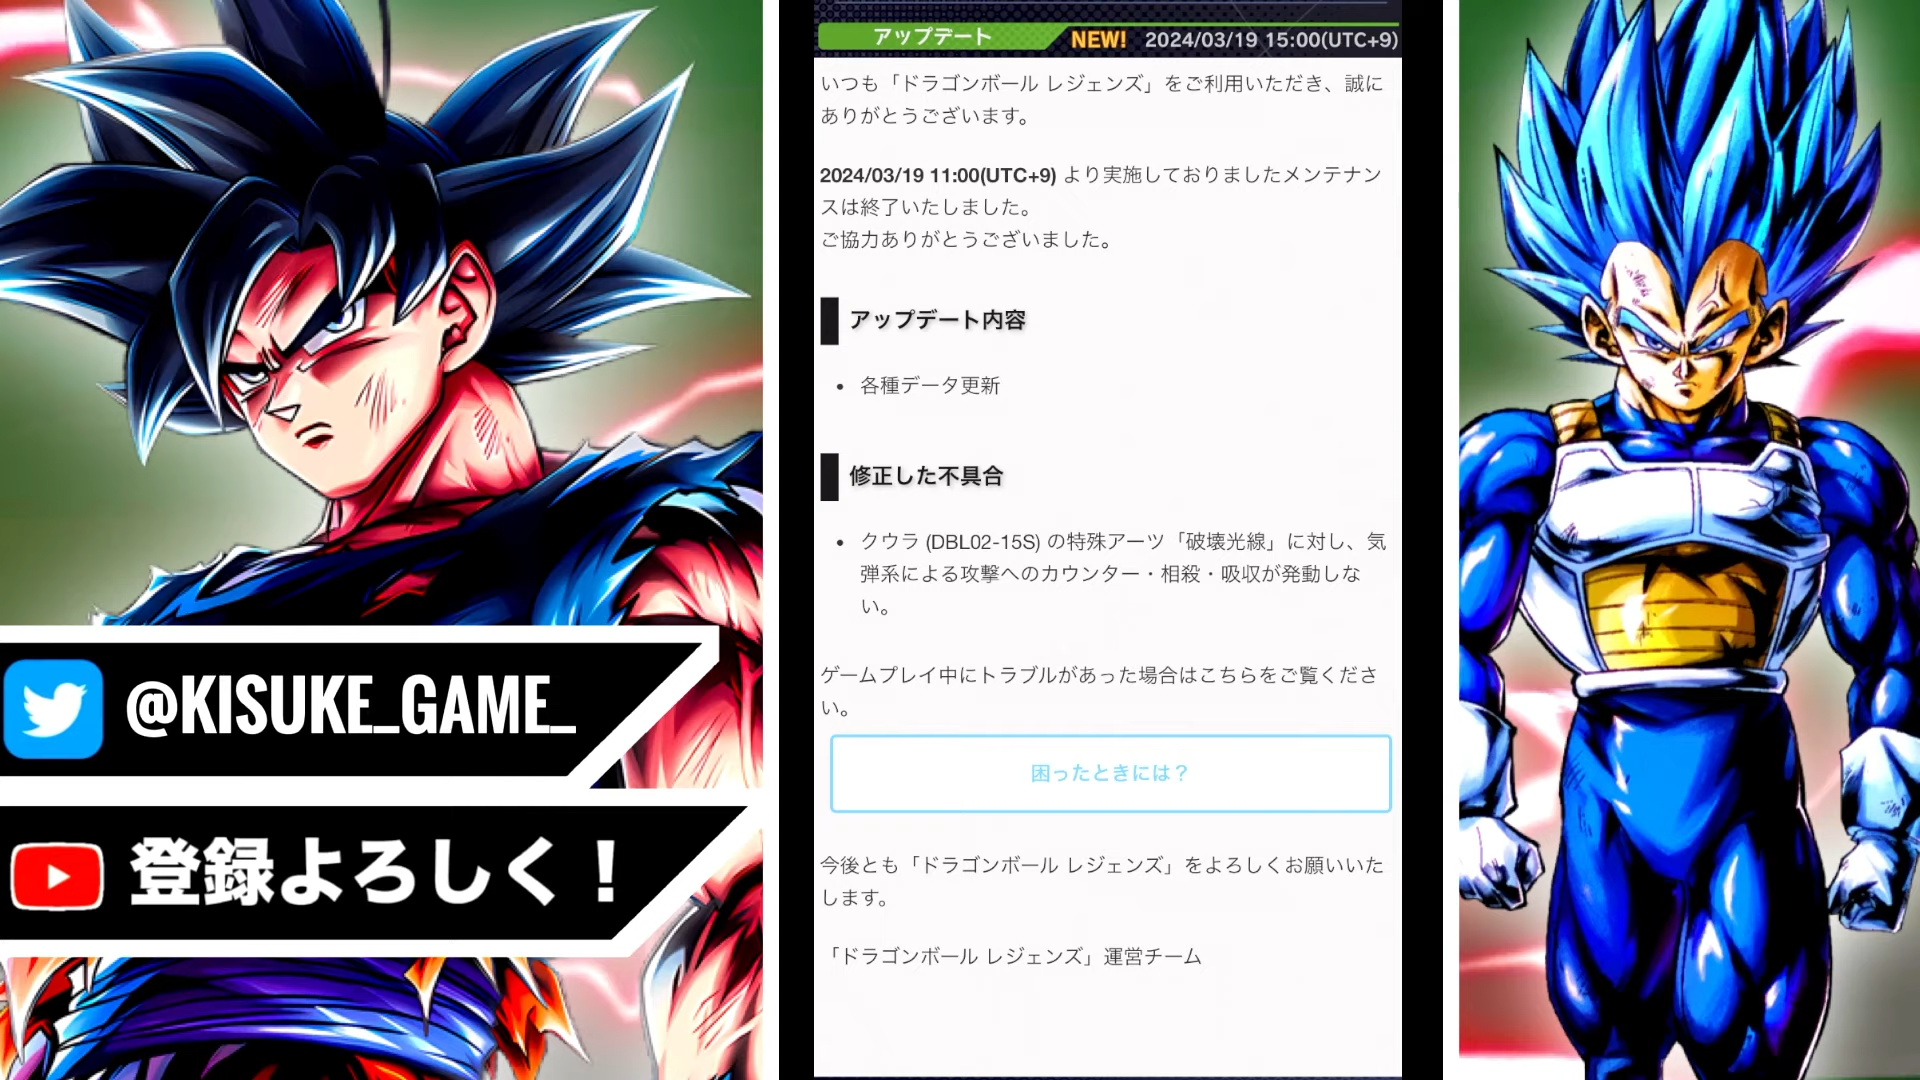 @KISUKE_GAME_
登録よろしく！
アップデート NEW! 2024/03/19 15:00(UTC+9)
いつも「ドラゴンボール レジェンズ」をご利用いただき、誠に
ありがとうございます。
2024/03/19 11:00(UTC+9) より実施しておりましたメンテナン
スは終了いたしました。
ご協力ありがとうございました。
アップデート内容
• 各種データ更新
修正した不具合
• クウラ (DBL02-15S) の特殊アーツ「破壊光線」に対し、気
弾系による攻撃へのカウンター・相殺・吸収が発動しな
い。
ゲームプレイ中にトラブルがあった場合はこちらをご覧くださ
い。
困ったときには？
今後とも「ドラゴンボール レジェンズ」をよろしくお願いいた
します。
「ドラゴンボール レジェンズ」運営チーム